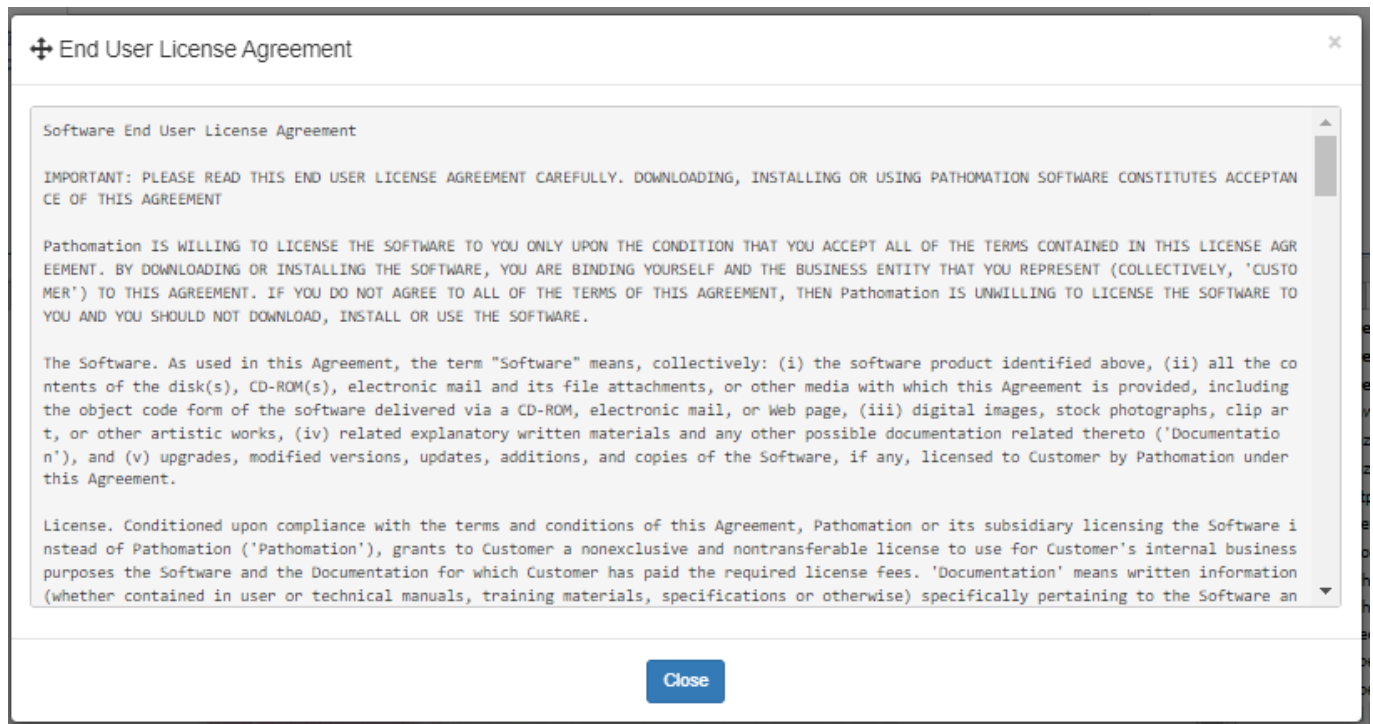 End User License Agreement
×
Software End User License Agreement
IMPORTANT: PLEASE READ THIS END USER LICENSE AGREEMENT CAREFULLY. DOWNLOADING, INSTALLING OR USING PATHOMATION SOFTWARE CONSTITUTES ACCEPTAN
CE OF THIS AGREEMENT
Pathomation IS WILLING TO LICENSE THE SOFTWARE TO YOU ONLY UPON THE CONDITION THAT YOU ACCEPT ALL OF THE TERMS CONTAINED IN THIS LICENSE AGR
EEMENT. BY DOWNLOADING OR INSTALLING THE SOFTWARE, YOU ARE BINDING YOURSELF AND THE BUSINESS ENTITY THAT YOU REPRESENT (COLLECTIVELY, 'CUSTO
MER') TO THIS AGREEMENT. IF YOU DO NOT AGREE TO ALL OF THE TERMS OF THIS AGREEMENT, THEN Pathomation IS UNWILLING TO LICENSE THE SOFTWARE TO
YOU AND YOU SHOULD NOT DOWNLOAD, INSTALL OR USE THE SOFTWARE.
The Software. As used in this Agreement, the term "Software" means, collectively: (i) the software product identified above, (ii) all the co
ntents of the disk(s), CD-ROM(s), electronic mail and its file attachments, or other media with which this Agreement is provided, including
the object code form of the software delivered via a CD-ROM, electronic mail, or Web page, (iii) digital images, stock photographs, clip ar
t, or other artistic works, (iv) related explanatory written materials and any other possible documentation related thereto ('Documentatio
n'), and (v) upgrades, modified versions, updates, additions, and copies of the Software, if any, licensed to Customer by Pathomation under
this Agreement.
License. Conditioned upon compliance with the terms and conditions of this Agreement, Pathomation or its subsidiary licensing the Software i
nstead of Pathomation ('Pathomation'), grants to Customer a nonexclusive and nontransferable license to use for Customer's internal business
purposes the Software and the Documentation for which Customer has paid the required license fees. 'Documentation' means written information
(whether contained in user or technical manuals, training materials, specifications or otherwise) specifically pertaining to the Software an
Close